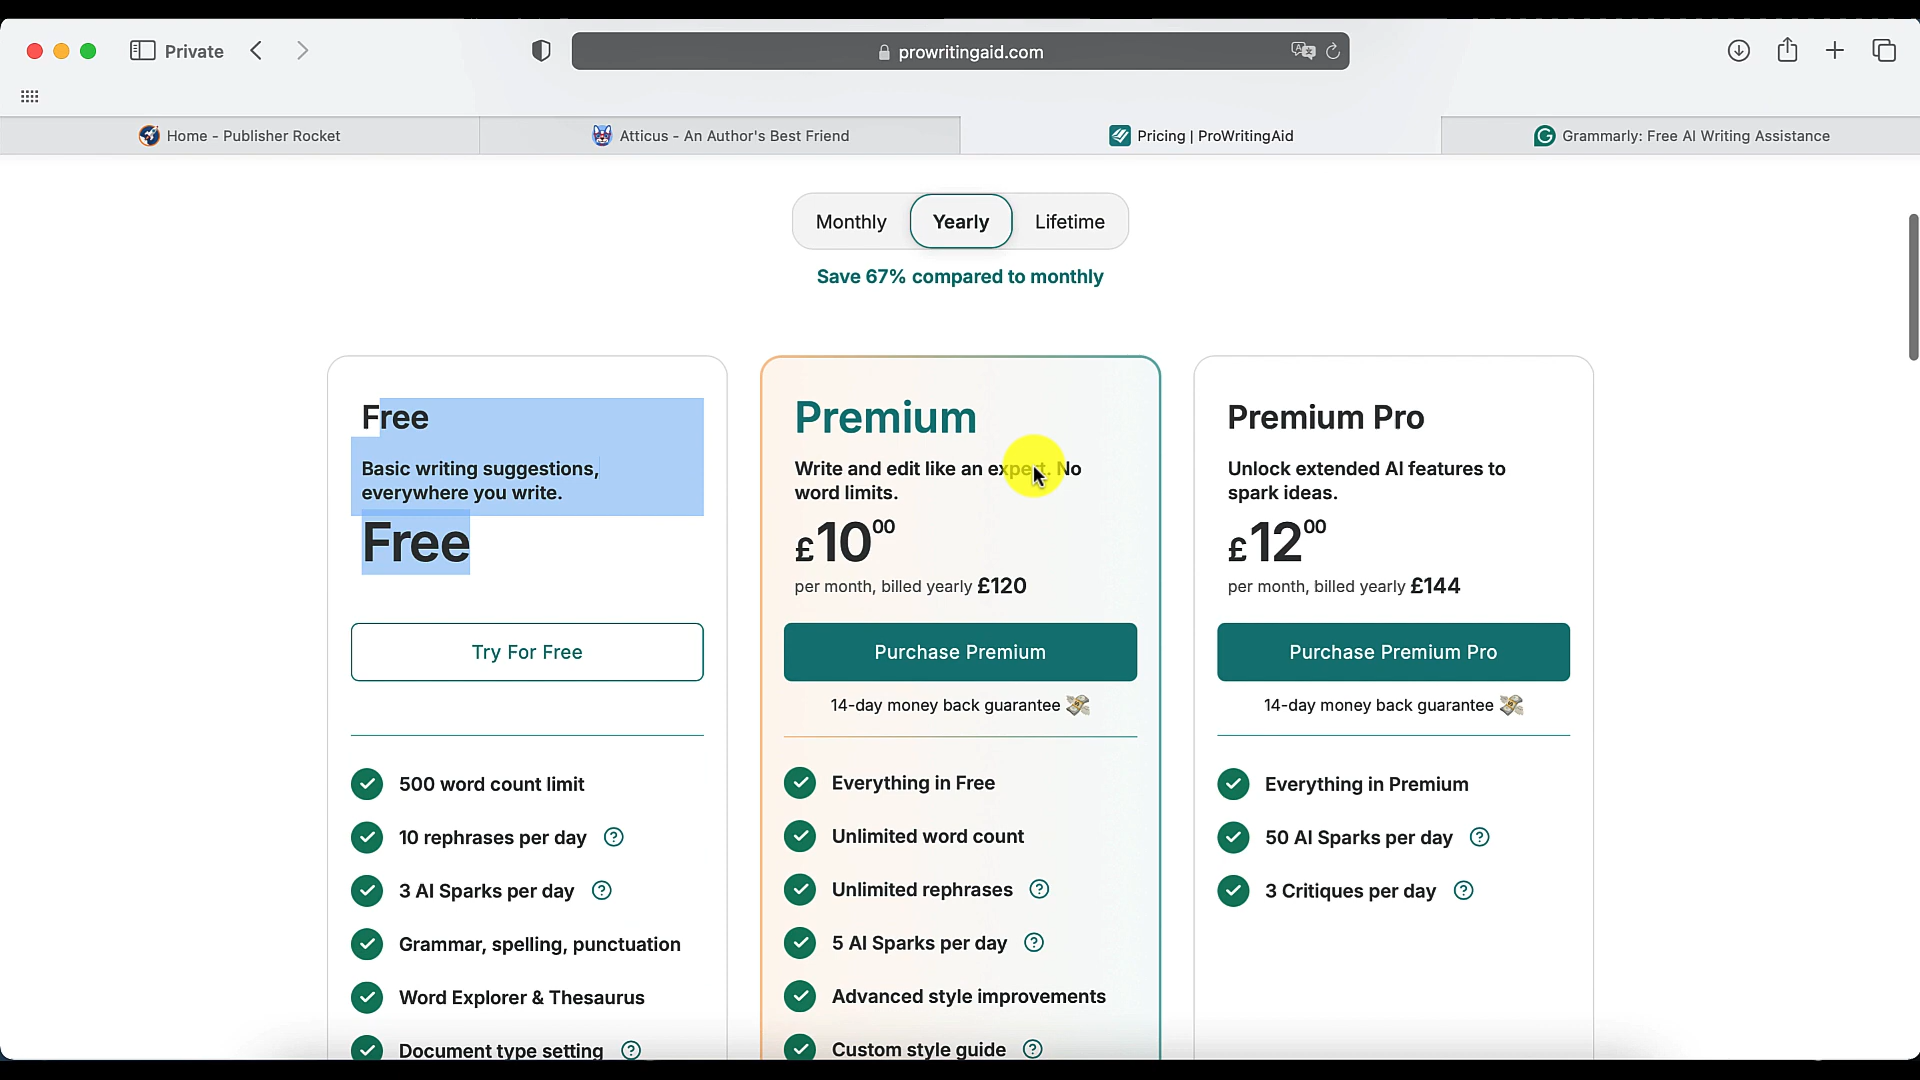 Private
prowritingaid.com
Home - Publisher Rocket
Atticus - An Author's Best Friend
Pricing | ProWritingAid
Grammarly: Free AI Writing Assistance
Monthly
Yearly
Lifetime
Save 67% compared to monthly
Free
Basic writing suggestions,
everywhere you write.
Free
Try For Free
500 word count limit
10 rephrases per day
3 AI Sparks per day
Grammar, spelling, punctuation
Word Explorer & Thesaurus
Document type setting
Premium
Write and edit like an expert. No
word limits.
£10⁰⁰
per month, billed yearly £120
Purchase Premium
14-day money back guarantee 💸
Everything in Free
Unlimited word count
Unlimited rephrases
5 AI Sparks per day
Advanced style improvements
Custom style guide
Premium Pro
Unlock extended AI features to
spark ideas.
£12⁰⁰
per month, billed yearly £144
Purchase Premium Pro
14-day money back guarantee 💸
Everything in Premium
50 AI Sparks per day
3 Critiques per day